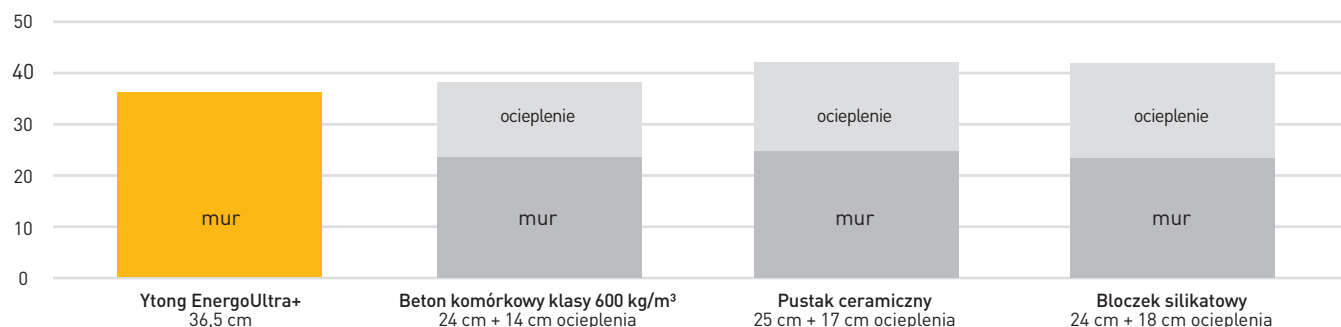 50
40
30
20
10
0
ocieplenie
ocieplenie
ocieplenie
mur
mur
mur
mur
Ytong EnergoUltra+
36,5 cm
Beton komórkowy klasy 600 kg/m³
24 cm + 14 cm ocieplenia
Pustak ceramiczny
25 cm + 17 cm ocieplenia
Bloczek silikatowy
24 cm + 18 cm ocieplenia